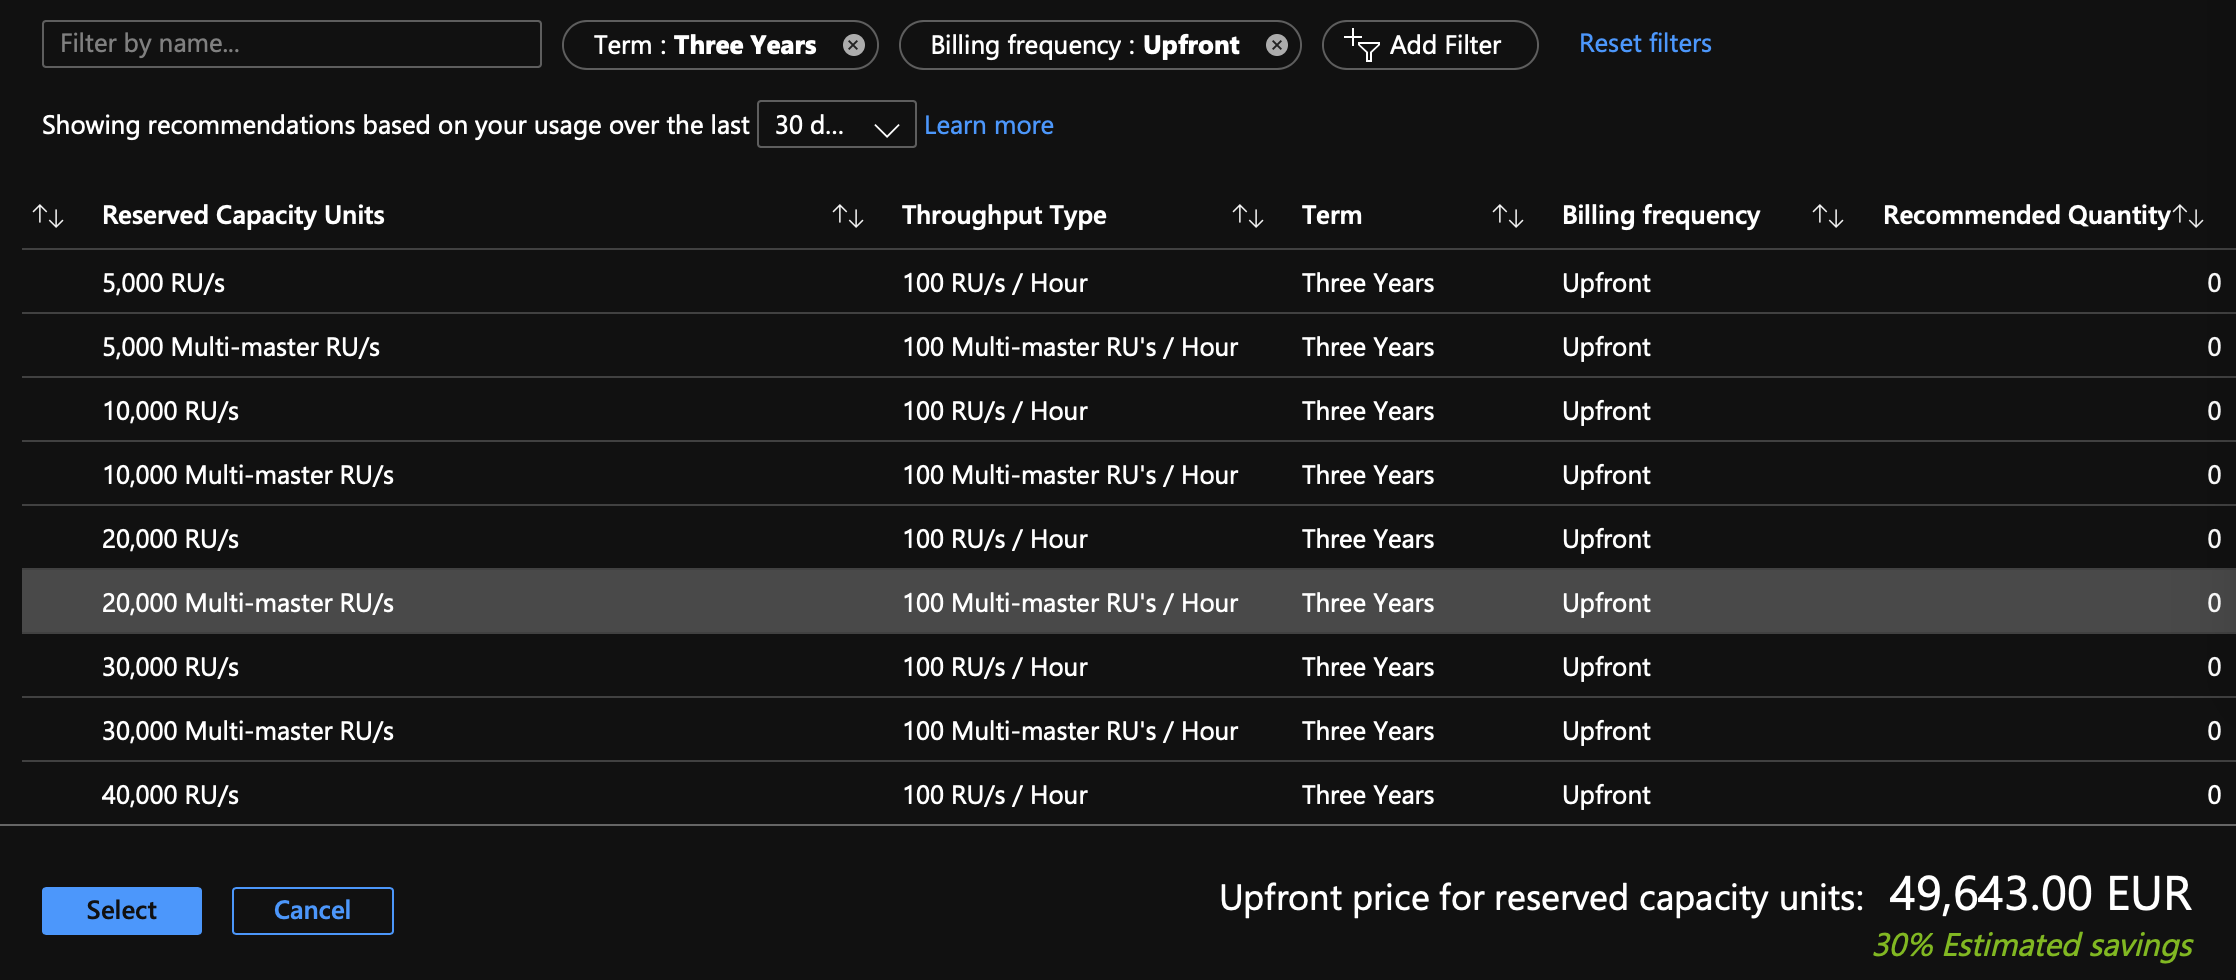 Filter by name... Term : Three Years Billing frequency : Upfront Add Filter Reset filters
Showing recommendations based on your usage over the last 30 d... Learn more
Reserved Capacity Units Throughput Type Term Billing frequency Recommended Quantity
5,000 RU/s 100 RU/s / Hour Three Years Upfront 0
5,000 Multi-master RU/s 100 Multi-master RU's / Hour Three Years Upfront 0
10,000 RU/s 100 RU/s / Hour Three Years Upfront 0
10,000 Multi-master RU/s 100 Multi-master RU's / Hour Three Years Upfront 0
20,000 RU/s 100 RU/s / Hour Three Years Upfront 0
20,000 Multi-master RU/s 100 Multi-master RU's / Hour Three Years Upfront 0
30,000 RU/s 100 RU/s / Hour Three Years Upfront 0
30,000 Multi-master RU/s 100 Multi-master RU's / Hour Three Years Upfront 0
40,000 RU/s 100 RU/s / Hour Three Years Upfront 0
Select Cancel Upfront price for reserved capacity units: 49,643.00 EUR
30% Estimated savings